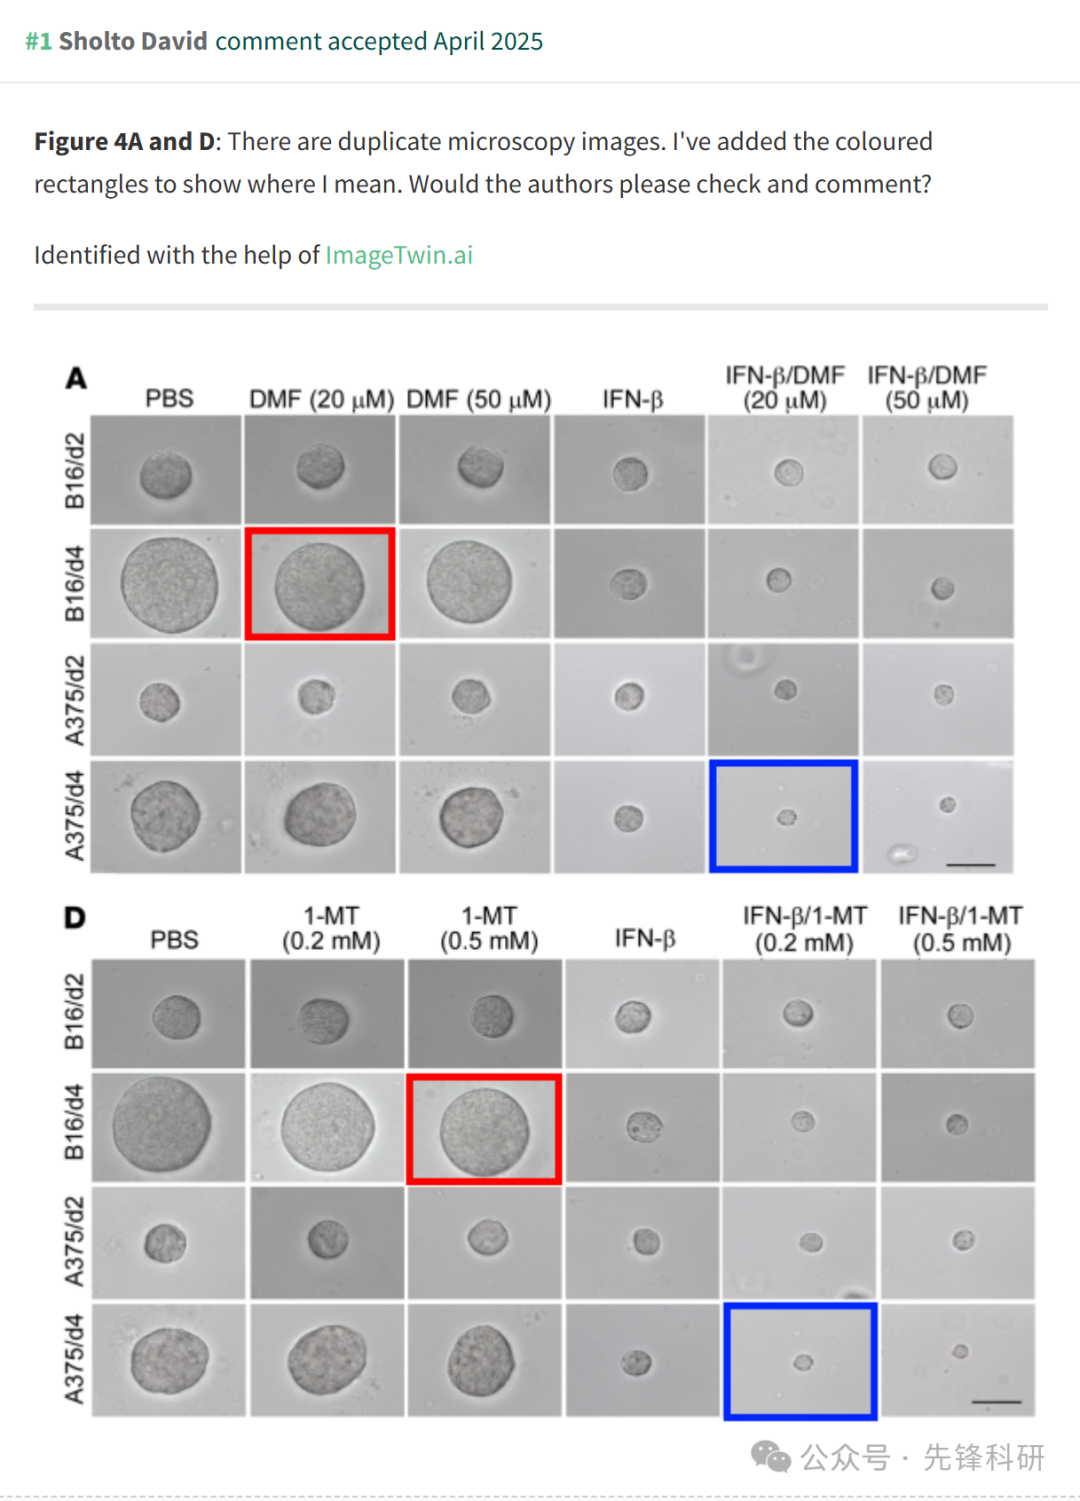 #1 Sholto David comment accepted April 2025
Figure 4A and D: There are duplicate microscopy images. I've added the coloured
rectangles to show where I mean. Would the authors please check and comment?
Identified with the help of ImageTwin.ai
A
PBS DMF (20 μM) DMF (50 μM) IFN-β IFN-β/DMF (20 μM) IFN-β/DMF (50 μM)
B16/d2
B16/d4
A375/d2
A375/d4
D
PBS 1-MT (0.2 mM) 1-MT (0.5 mM) IFN-β IFN-β/1-MT (0.2 mM) IFN-β/1-MT (0.5 mM)
B16/d2
B16/d4
A375/d2
A375/d4
公众号 · 先锋科研